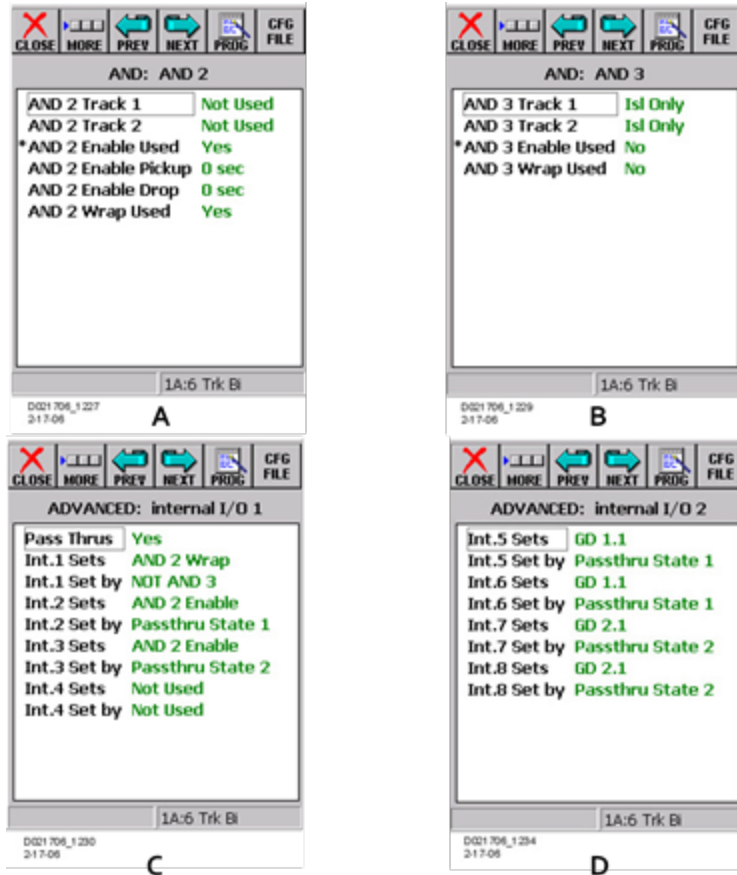 CLOSE MORE PREV NEXT PROG CFG FILE
AND: AND 2
AND 2 Track 1 Not Used
AND 2 Track 2 Not Used
*AND 2 Enable Used Yes
AND 2 Enable Pickup 0 sec
AND 2 Enable Drop 0 sec
AND 2 Wrap Used Yes
1A:6 Trk Bi
D021706_1227
2-17-06
A
CLOSE MORE PREV NEXT PROG CFG FILE
AND: AND 3
AND 3 Track 1 Isl Only
AND 3 Track 2 Isl Only
*AND 3 Enable Used No
AND 3 Wrap Used No
1A:6 Trk Bi
D021706_1229
2-17-06
B
CLOSE MORE PREV NEXT PROG CFG FILE
ADVANCED: internal I/O 1
Pass Thrus Yes
Int.1 Sets AND 2 Wrap
Int.1 Set by NOT AND 3
Int.2 Sets AND 2 Enable
Int.2 Set by Passthru State 1
Int.3 Sets AND 2 Enable
Int.3 Set by Passthru State 2
Int.4 Sets Not Used
Int.4 Set by Not Used
1A:6 Trk Bi
D021706_1230
2-17-06
C
CLOSE MORE PREV NEXT PROG CFG FILE
ADVANCED: internal I/O 2
Int.5 Sets GD 1.1
Int.5 Set by Passthru State 1
Int.6 Sets GD 1.1
Int.6 Set by Passthru State 1
Int.7 Sets GD 2.1
Int.7 Set by Passthru State 2
Int.8 Sets GD 2.1
Int.8 Set by Passthru State 2
1A:6 Trk Bi
D021706_1234
2-17-06
D